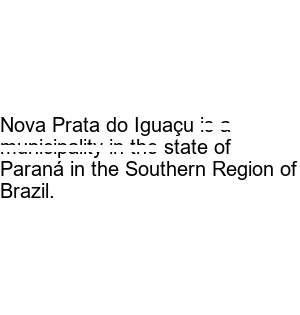 Nova Prata do Iguaçu is a
municipality in the state of
Paraná in the Southern Region of
Brazil.